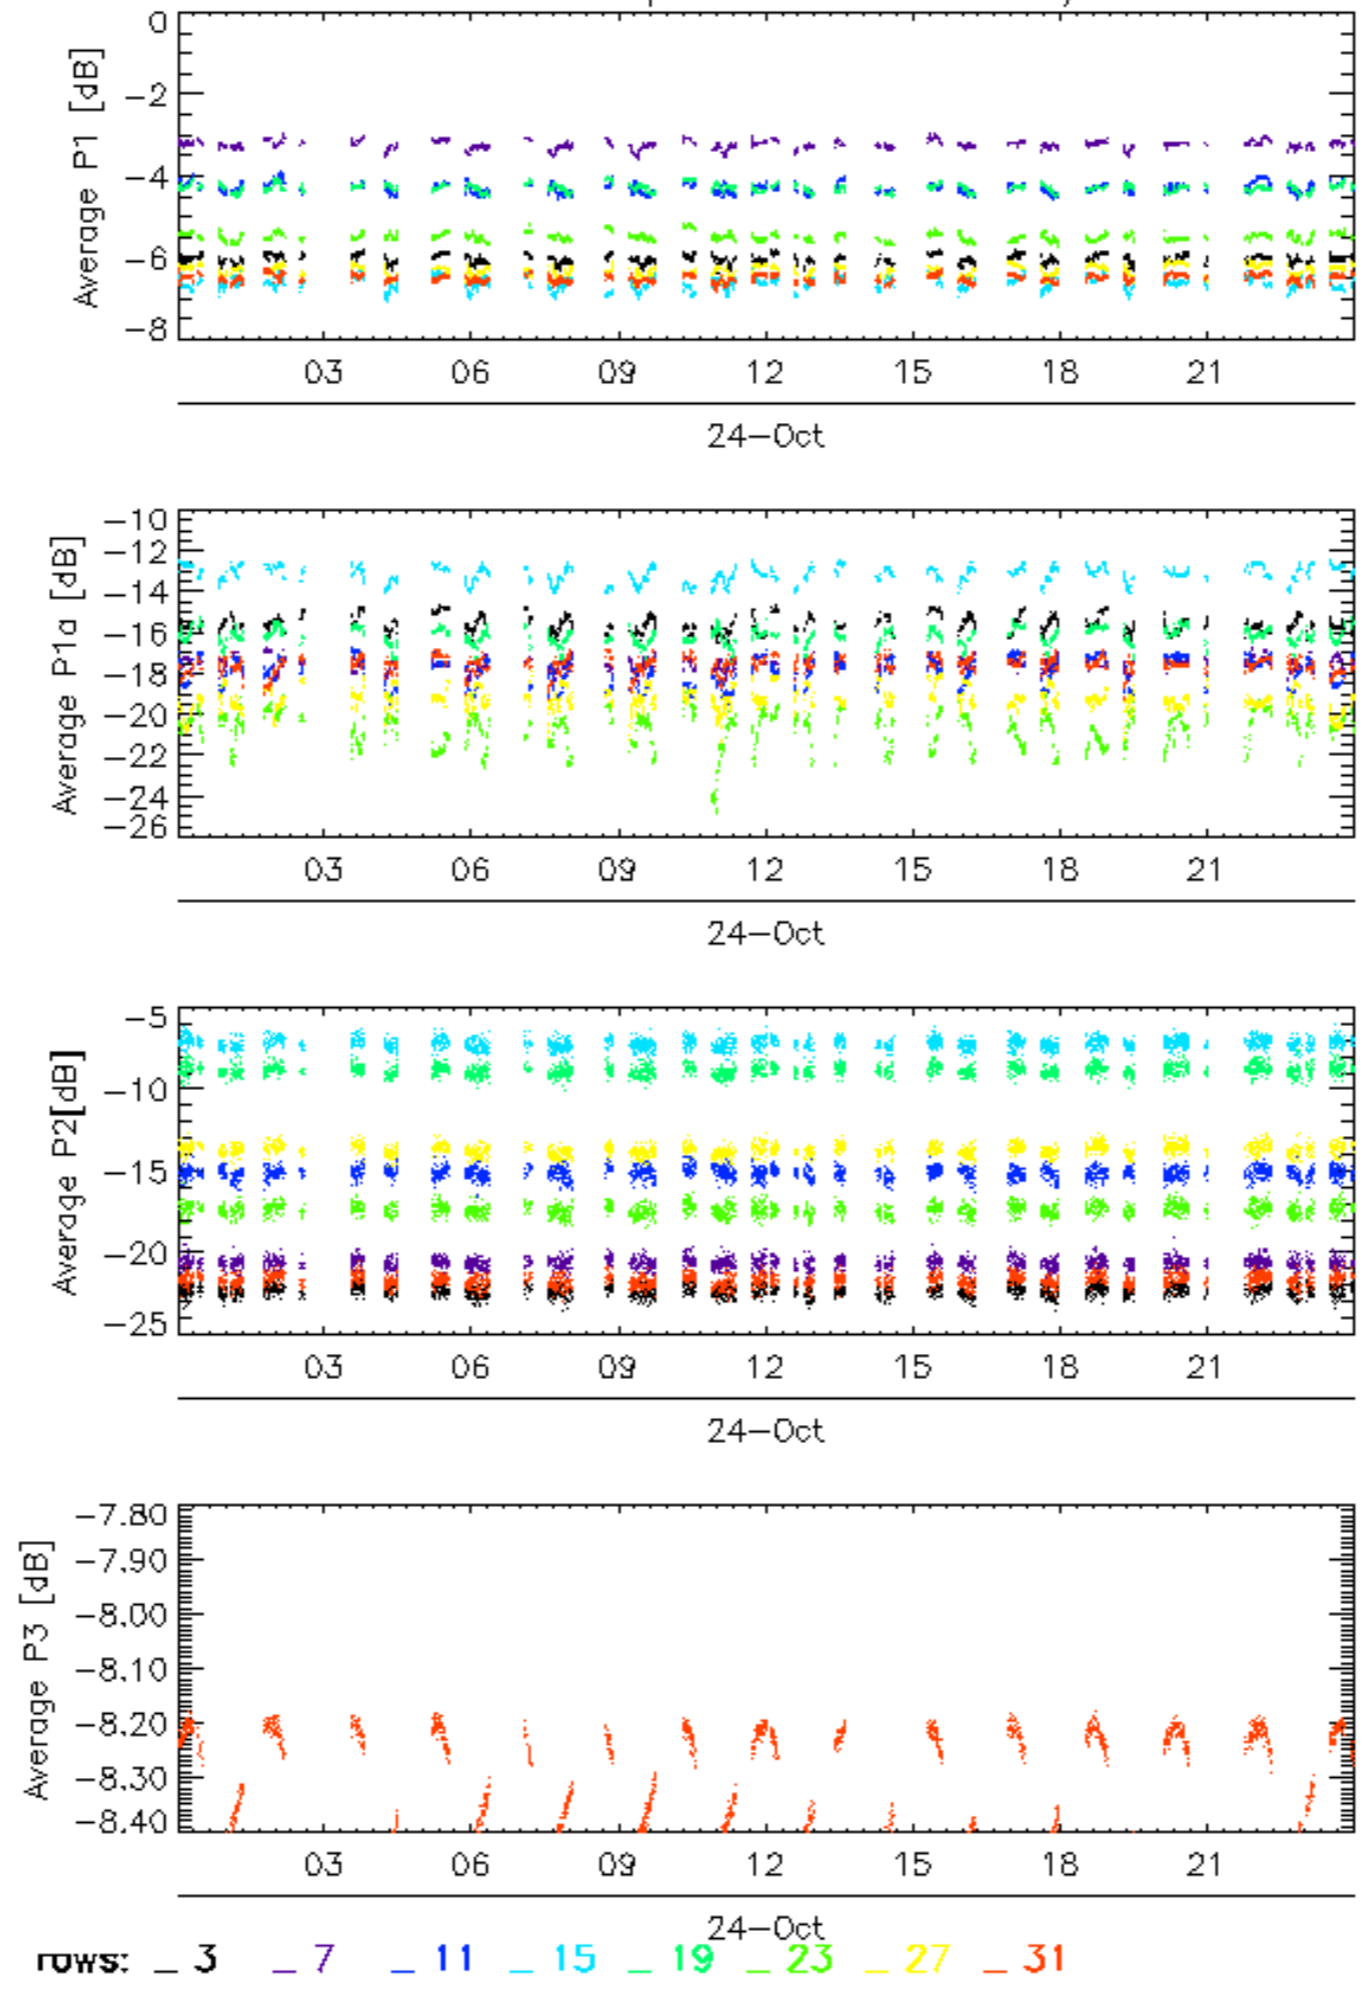 0
Average P1 [dB]
−2
−4
−6
−8
03 06 09 12 15 18 21
24−Oct
−10
Average P1a [dB]
−12
−14
−16
−18
−20
−22
−24
−26
03 06 09 12 15 18 21
24−Oct
−5
Average P2[dB]
−10
−15
−20
−25
03 06 09 12 15 18 21
24−Oct
−7.80
Average P3 [dB]
−7.90
−8.00
−8.10
−8.20
−8.30
−8.40
03 06 09 12 15 18 21
24−Oct
rows: _ 3 _ 7 _ 11 _ 15 _ 19 _ 23 _ 27 _ 31